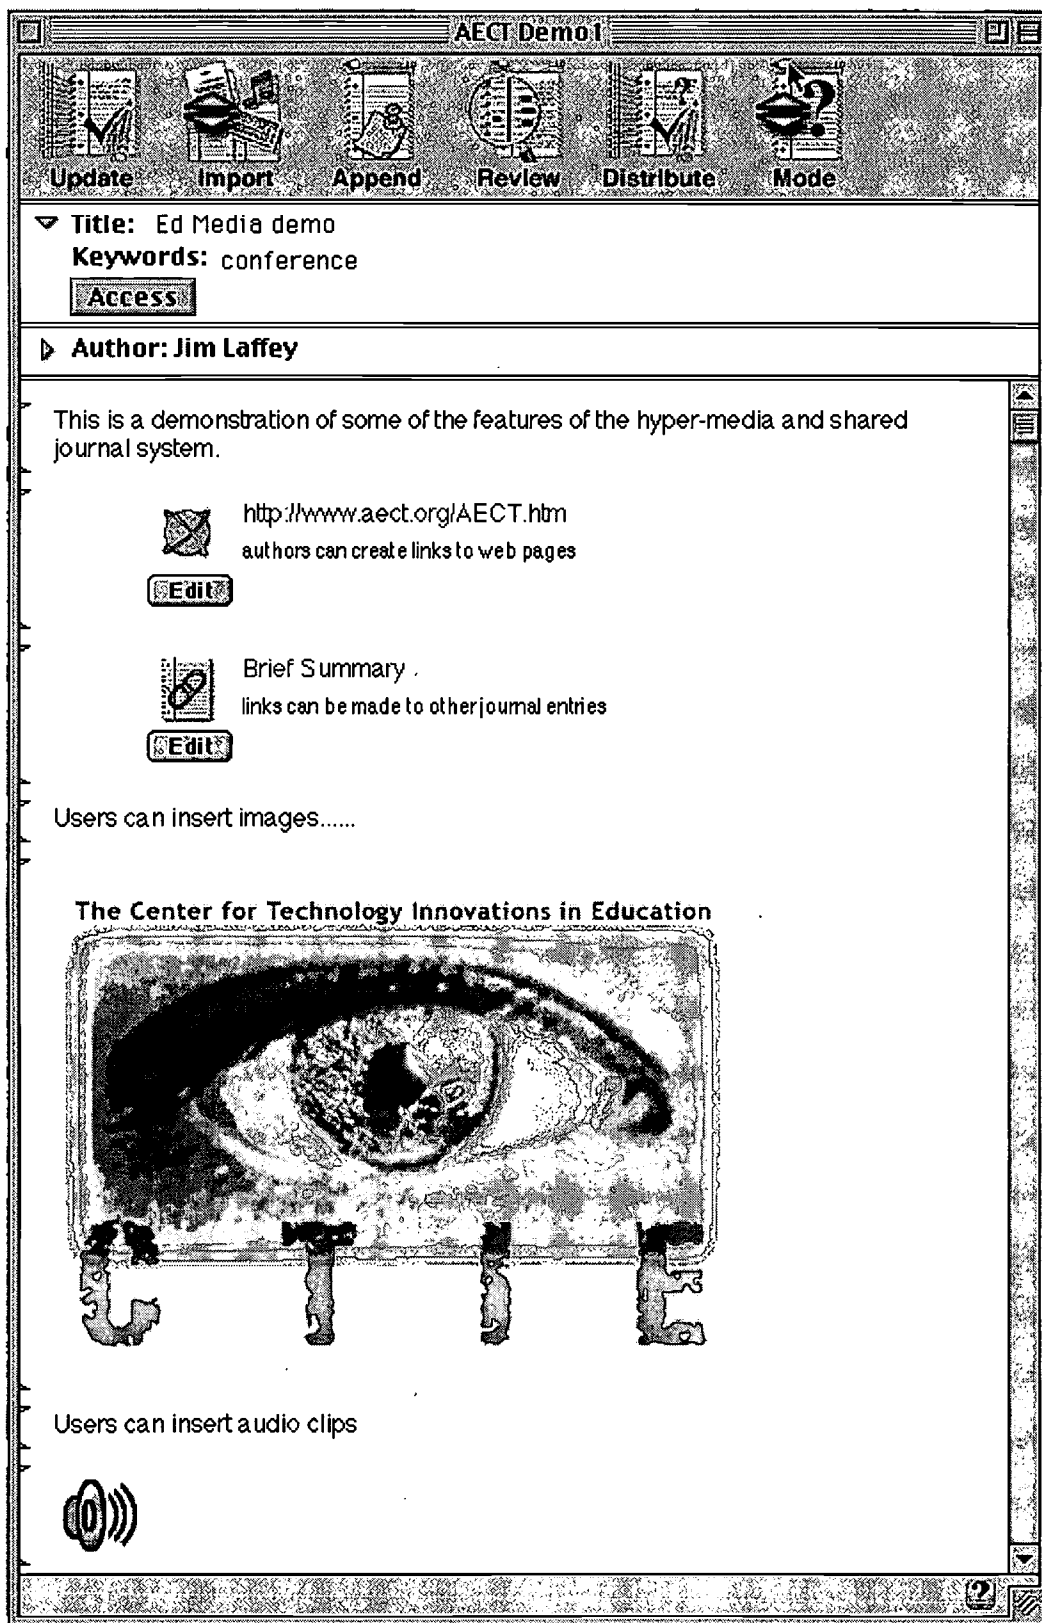 AECT Demo1
Update Import Append Review Distribute Mode
Title: Ed Media demo
Keywords: conference
Access
Author: Jim Laffey
This is a demonstration of some of the features of the hyper-media and shared
journal system.
http://www.aect.org/AECT.htm
authors can create links to web pages
Edit
Brief Summary
links can be made to other journal entries
Edit
Users can insert images......
The Center for Technology Innovations in Education
C T I E
Users can insert audio clips
?